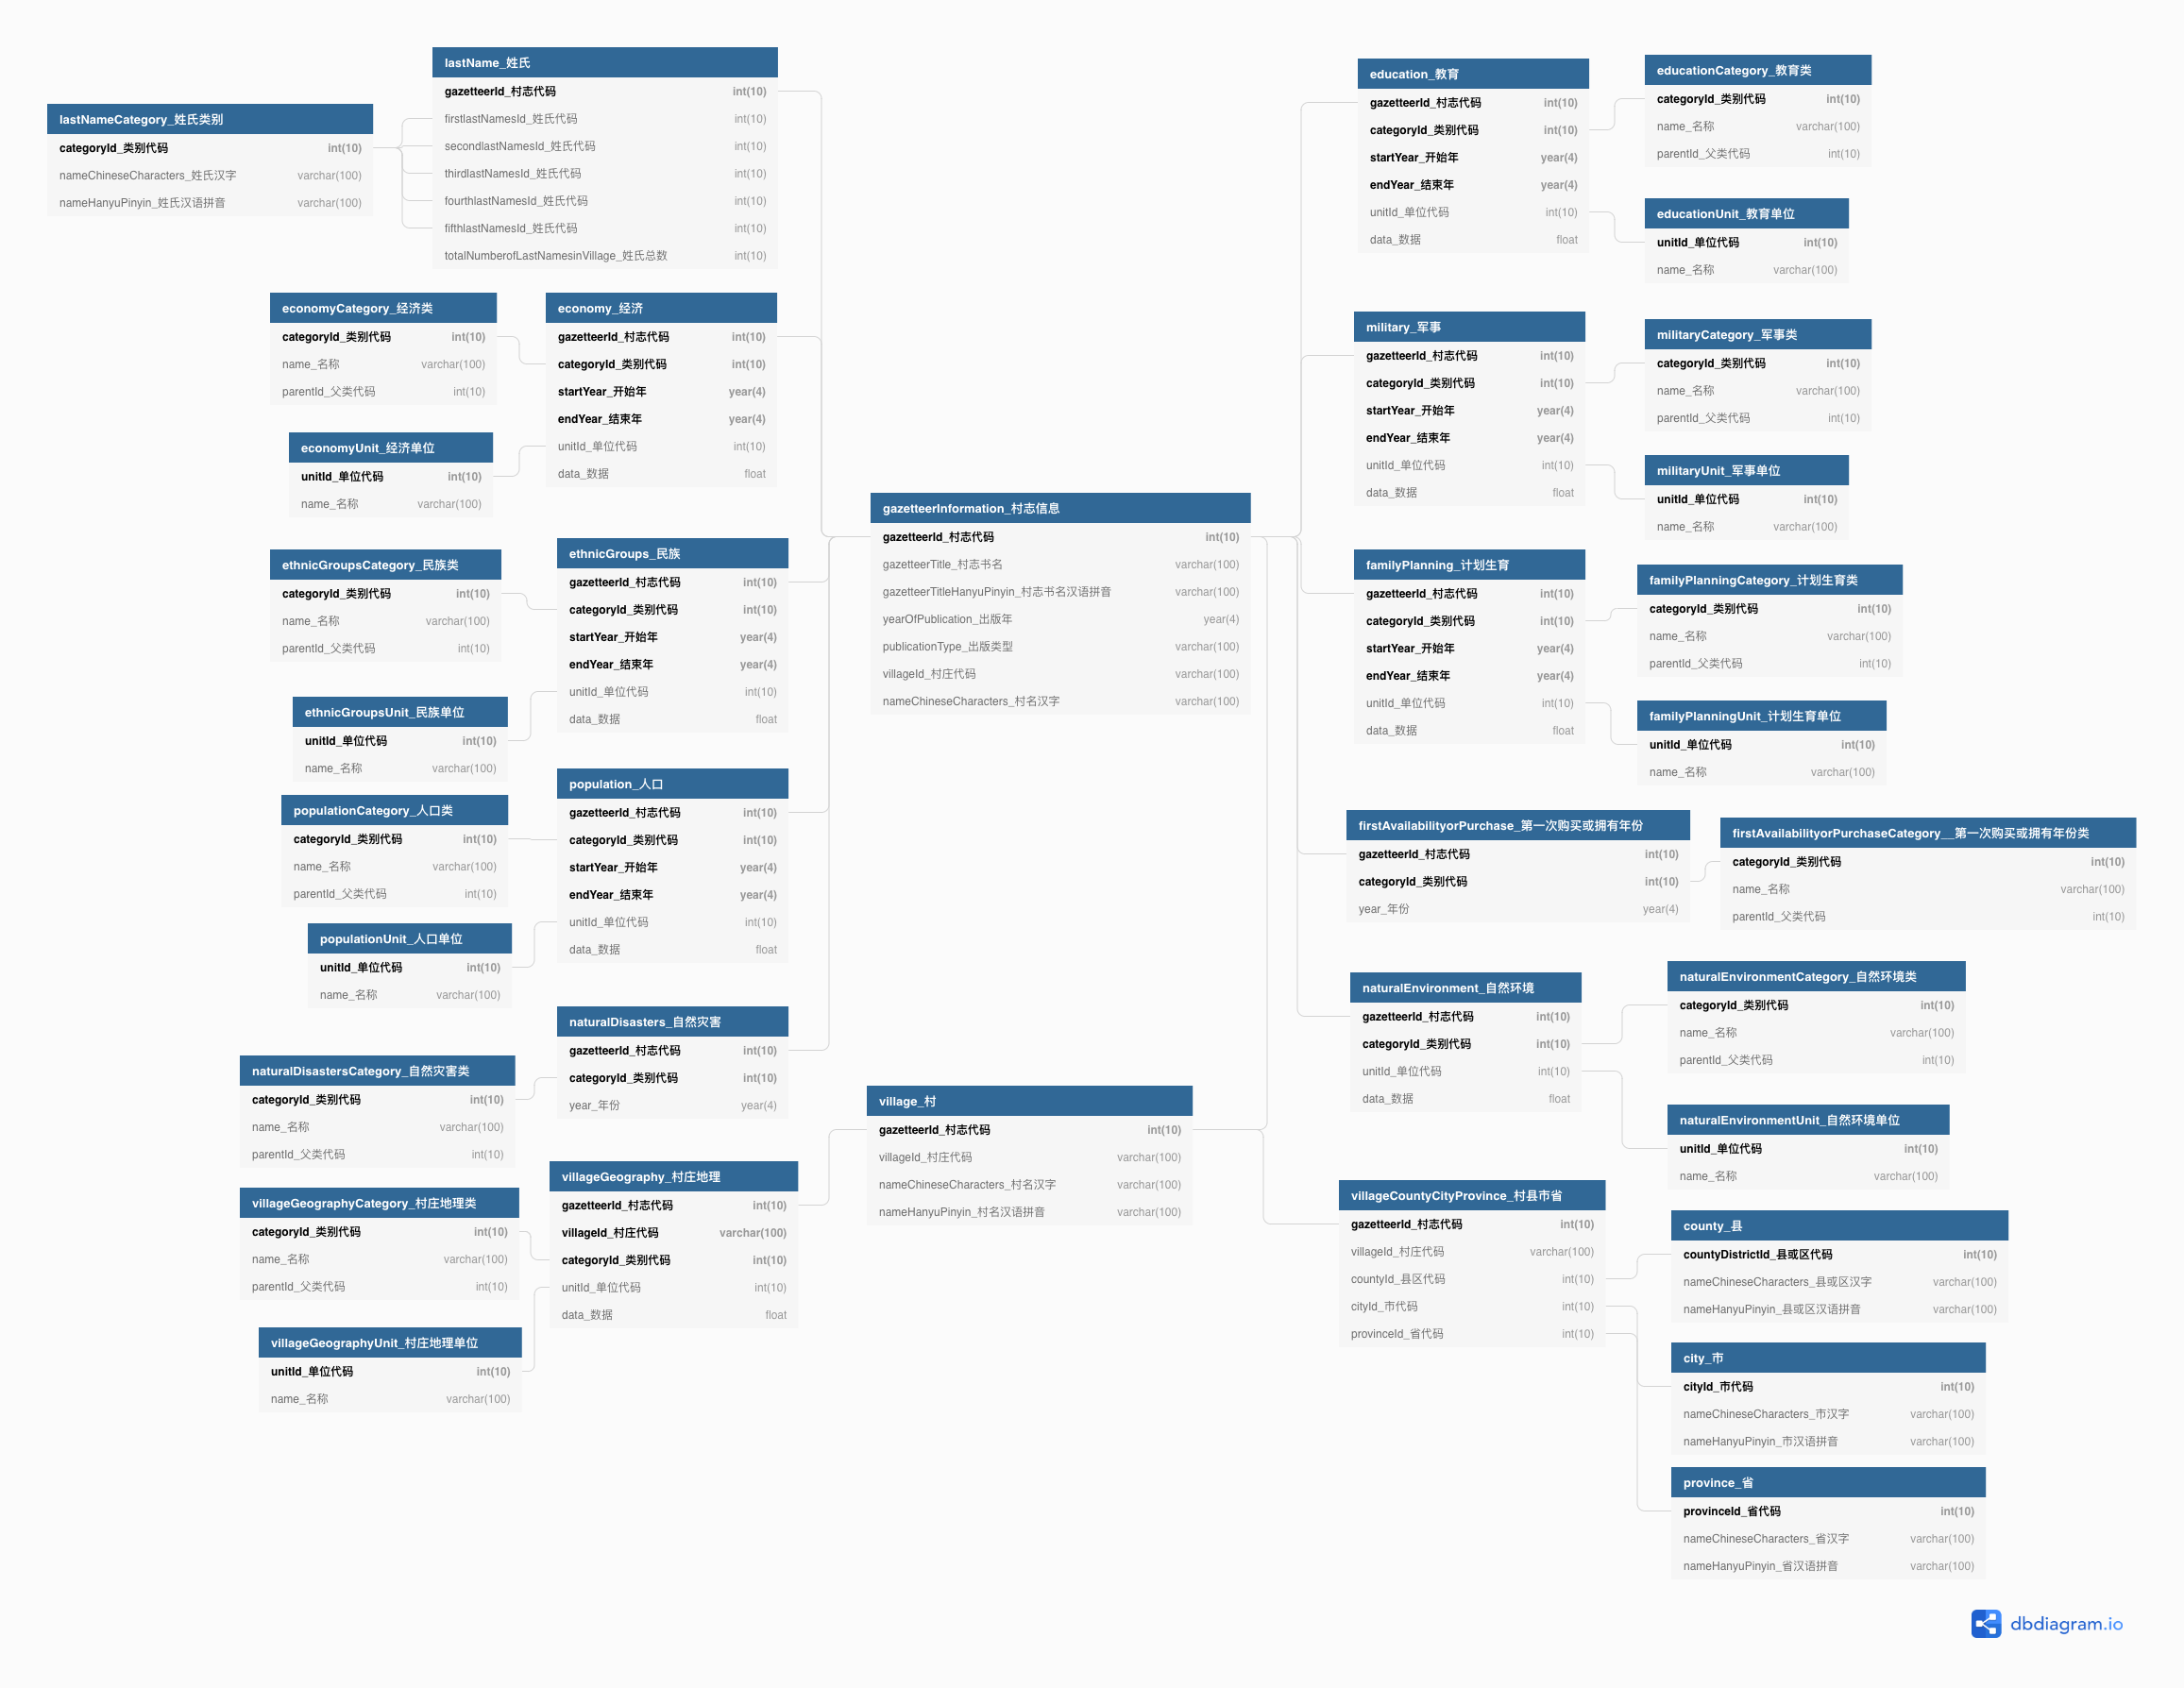 lastNameCategory_姓氏类别
categoryId_类别代码 int(10)
nameChineseCharacters_姓氏汉字 varchar(100)
nameHanyuPinyin_姓氏汉语拼音 varchar(100)
lastName_姓氏
gazetteerId_村志代码 int(10)
firstlastNamesId_姓氏代码 int(10)
secondlastNamesId_姓氏代码 int(10)
thirdlastNamesId_姓氏代码 int(10)
fourthlastNamesId_姓氏代码 int(10)
fifthlastNamesId_姓氏代码 int(10)
totalNumberofLastNamesinVillage_姓氏总数 int(10)
economyCategory_经济类
categoryId_类别代码 int(10)
name_名称 varchar(100)
parentId_父类代码 int(10)
economyUnit_经济单位
unitId_单位代码 int(10)
name_名称 varchar(100)
economy_经济
gazetteerId_村志代码 int(10)
categoryId_类别代码 int(10)
startYear_开始年 year(4)
endYear_结束年 year(4)
unitId_单位代码 int(10)
data_数据 float
ethnicGroupsCategory_民族类
categoryId_类别代码 int(10)
name_名称 varchar(100)
parentId_父类代码 int(10)
ethnicGroupsUnit_民族单位
unitId_单位代码 int(10)
name_名称 varchar(100)
ethnicGroups_民族
gazetteerId_村志代码 int(10)
categoryId_类别代码 int(10)
startYear_开始年 year(4)
endYear_结束年 year(4)
unitId_单位代码 int(10)
data_数据 float
populationCategory_人口类
categoryId_类别代码 int(10)
name_名称 varchar(100)
parentId_父类代码 int(10)
populationUnit_人口单位
unitId_单位代码 int(10)
name_名称 varchar(100)
population_人口
gazetteerId_村志代码 int(10)
categoryId_类别代码 int(10)
startYear_开始年 year(4)
endYear_结束年 year(4)
unitId_单位代码 int(10)
data_数据 float
naturalDisastersCategory_自然灾害类
categoryId_类别代码 int(10)
name_名称 varchar(100)
parentId_父类代码 int(10)
naturalDisasters_自然灾害
gazetteerId_村志代码 int(10)
categoryId_类别代码 int(10)
year_年份 year(4)
villageGeographyCategory_村庄地理类
categoryId_类别代码 int(10)
name_名称 varchar(100)
parentId_父类代码 int(10)
villageGeographyUnit_村庄地理单位
unitId_单位代码 int(10)
name_名称 varchar(100)
villageGeography_村庄地理
gazetteerId_村志代码 int(10)
villageId_村庄代码 varchar(100)
categoryId_类别代码 int(10)
unitId_单位代码 int(10)
data_数据 float
gazetteerInformation_村志信息
gazetteerId_村志代码 int(10)
gazetteerTitle_村志书名 varchar(100)
gazetteerTitleHanyuPinyin_村志书名汉语拼音 varchar(100)
yearOfPublication_出版年 year(4)
publicationType_出版类型 varchar(100)
villageId_村庄代码 varchar(100)
nameChineseCharacters_村名汉字 varchar(100)
village_村
gazetteerId_村志代码 int(10)
villageId_村庄代码 varchar(100)
nameChineseCharacters_村名汉字 varchar(100)
nameHanyuPinyin_村名汉语拼音 varchar(100)
education_教育
gazetteerId_村志代码 int(10)
categoryId_类别代码 int(10)
startYear_开始年 year(4)
endYear_结束年 year(4)
unitId_单位代码 int(10)
data_数据 float
educationCategory_教育类
categoryId_类别代码 int(10)
name_名称 varchar(100)
parentId_父类代码 int(10)
educationUnit_教育单位
unitId_单位代码 int(10)
name_名称 varchar(100)
military_军事
gazetteerId_村志代码 int(10)
categoryId_类别代码 int(10)
startYear_开始年 year(4)
endYear_结束年 year(4)
unitId_单位代码 int(10)
data_数据 float
militaryCategory_军事类
categoryId_类别代码 int(10)
name_名称 varchar(100)
parentId_父类代码 int(10)
militaryUnit_军事单位
unitId_单位代码 int(10)
name_名称 varchar(100)
familyPlanning_计划生育
gazetteerId_村志代码 int(10)
categoryId_类别代码 int(10)
startYear_开始年 year(4)
endYear_结束年 year(4)
unitId_单位代码 int(10)
data_数据 float
familyPlanningCategory_计划生育类
categoryId_类别代码 int(10)
name_名称 varchar(100)
parentId_父类代码 int(10)
familyPlanningUnit_计划生育单位
unitId_单位代码 int(10)
name_名称 varchar(100)
firstAvailabilityorPurchase_第一次购买或拥有年份
gazetteerId_村志代码 int(10)
categoryId_类别代码 int(10)
year_年份 year(4)
firstAvailabilityorPurchaseCategory__第一次购买或拥有年份类
categoryId_类别代码 int(10)
name_名称 varchar(100)
parentId_父类代码 int(10)
naturalEnvironment_自然环境
gazetteerId_村志代码 int(10)
categoryId_类别代码 int(10)
unitId_单位代码 int(10)
data_数据 float
naturalEnvironmentCategory_自然环境类
categoryId_类别代码 int(10)
name_名称 varchar(100)
parentId_父类代码 int(10)
naturalEnvironmentUnit_自然环境单位
unitId_单位代码 int(10)
name_名称 varchar(100)
villageCountyCityProvince_村县市省
gazetteerId_村志代码 int(10)
villageId_村庄代码 varchar(100)
countyId_县区代码 int(10)
cityId_市代码 int(10)
provinceId_省代码 int(10)
county_县
countyDistrictId_县或区代码 int(10)
nameChineseCharacters_县或区汉字 varchar(100)
nameHanyuPinyin_县或区汉语拼音 varchar(100)
city_市
cityId_市代码 int(10)
nameChineseCharacters_市汉字 varchar(100)
nameHanyuPinyin_市汉语拼音 varchar(100)
province_省
provinceId_省代码 int(10)
nameChineseCharacters_省汉字 varchar(100)
nameHanyuPinyin_省汉语拼音 varchar(100)
dbdiagram.io